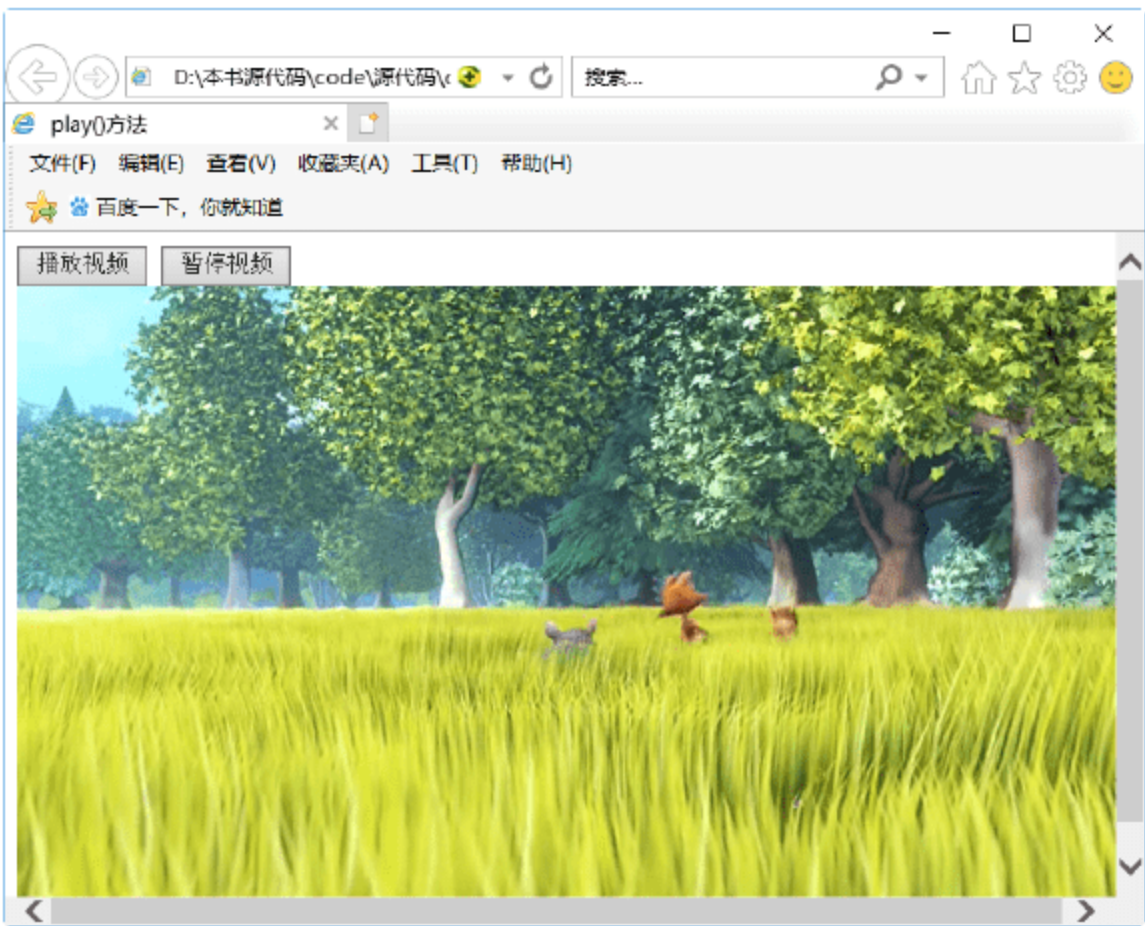 D:\本书源代码\code\源代码\c
搜索...
play()方法
文件(F) 编辑(E) 查看(V) 收藏夹(A) 工具(T) 帮助(H)
百度一下，你就知道
播放视频 暂停视频